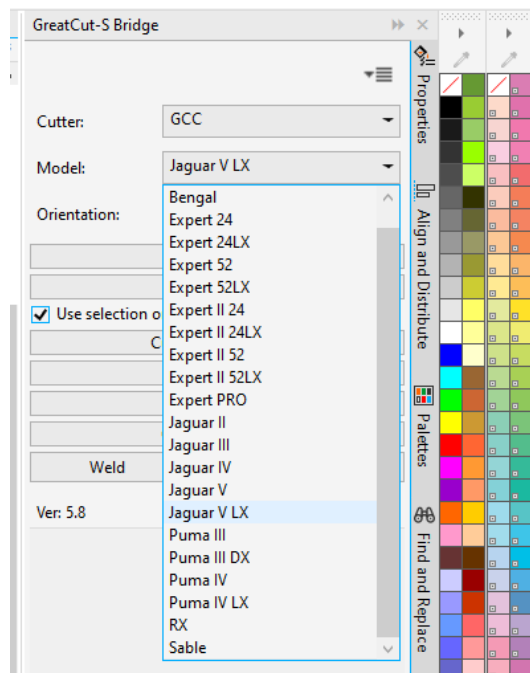 GreatCut-S Bridge
Cutter:
GCC
Model:
Jaguar V LX
Orientation:
Bengal
Expert 24
Expert 24LX
Expert 52
Expert 52LX
Expert II 24
Expert II 24LX
Expert II 52
Expert II 52LX
Expert PRO
Jaguar II
Jaguar III
Jaguar IV
Jaguar V
Jaguar V LX
Puma III
Puma III DX
Puma IV
Puma IV LX
RX
Sable
Use selection o
C
Weld
Ver: 5.8
Properties
Align and Distribute
Palettes
Find and Replace